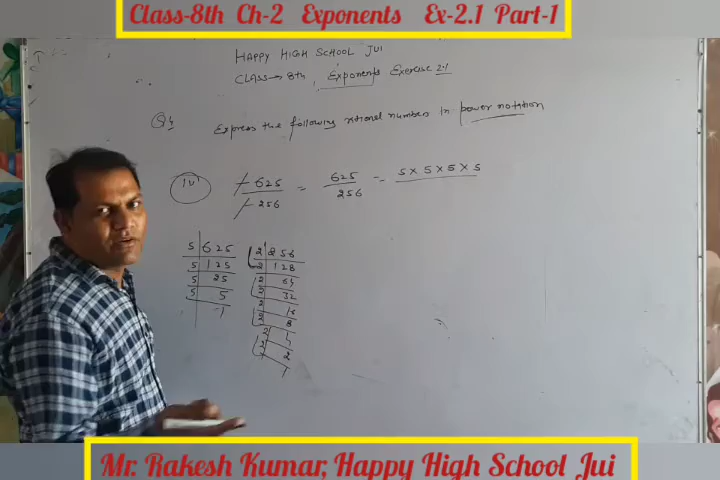 Class-8th Ch-2 Exponents Ex-2.1 Part-1
HAPPY HIGH SCHOOL JUI
CLASS→8th, Exponents Exercise 2.1
Express the following rational number in power notation
(IV) -625/-256 = 625/256 = 5×5×5×5
5 | 625
5 | 125
5 | 25
5 | 5
1
2 | 256
2 | 128
2 | 64
2 | 32
2 | 16
2 | 8
2 | 4
2 | 2
1
Mr. Rakesh Kumar, Happy High School Jui